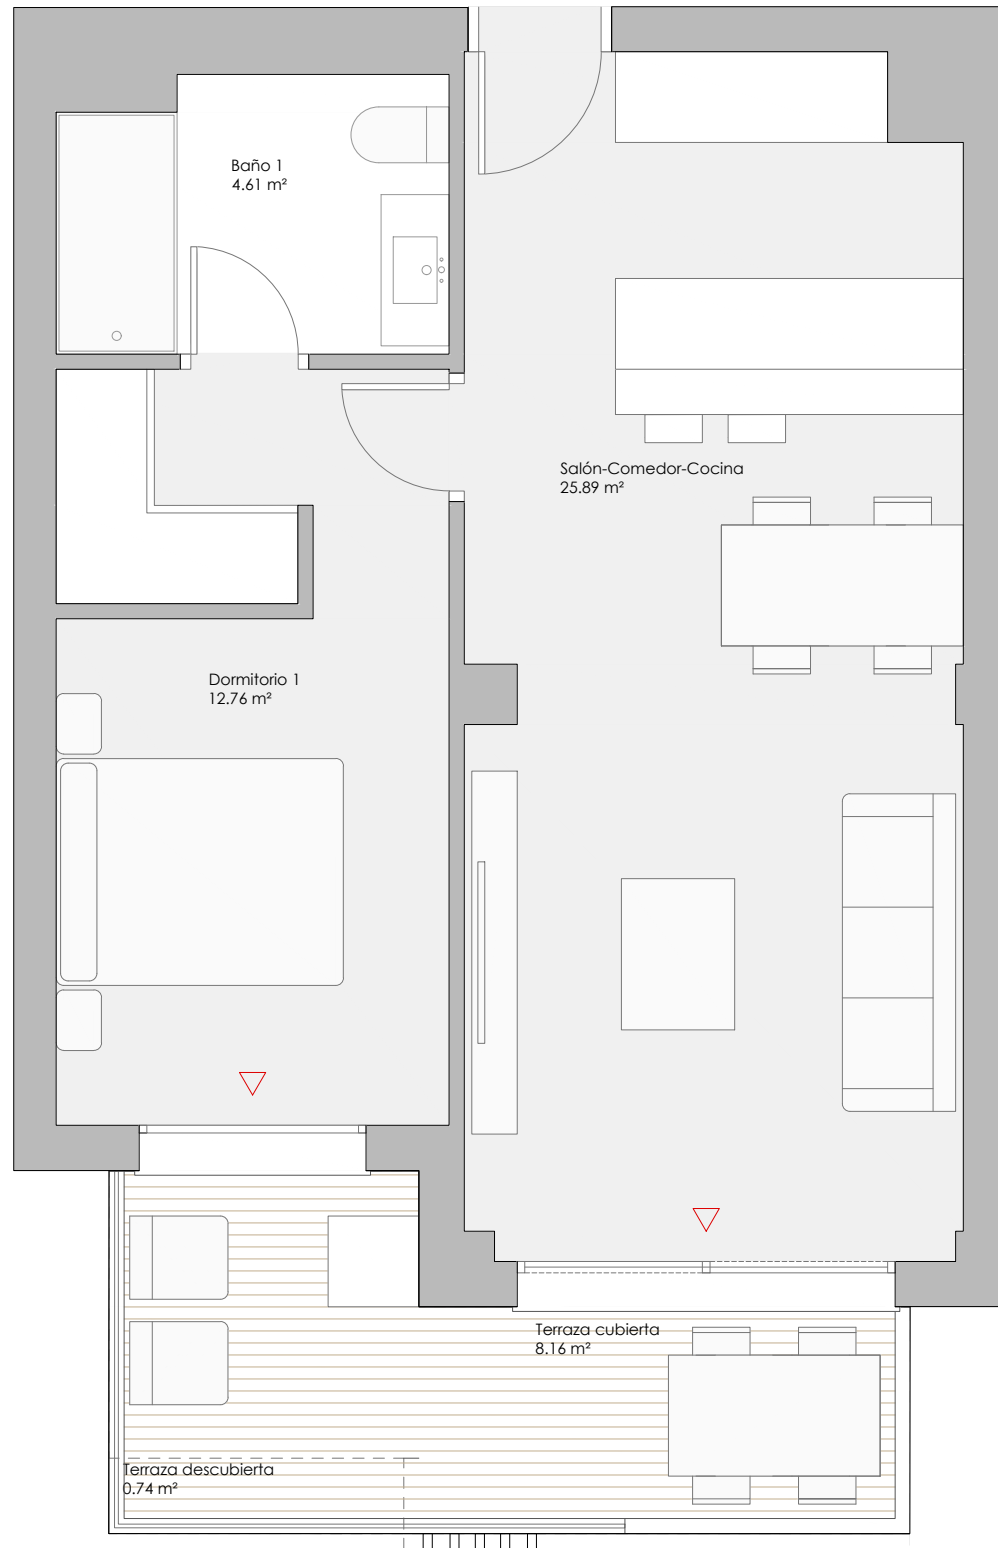 Baño 1
4.61 m²
Salón-Comedor-Cocina
25.89 m²
Dormitorio 1
12.76 m²
Terraza cubierta
8.16 m²
Terraza descubierta
0.74 m²